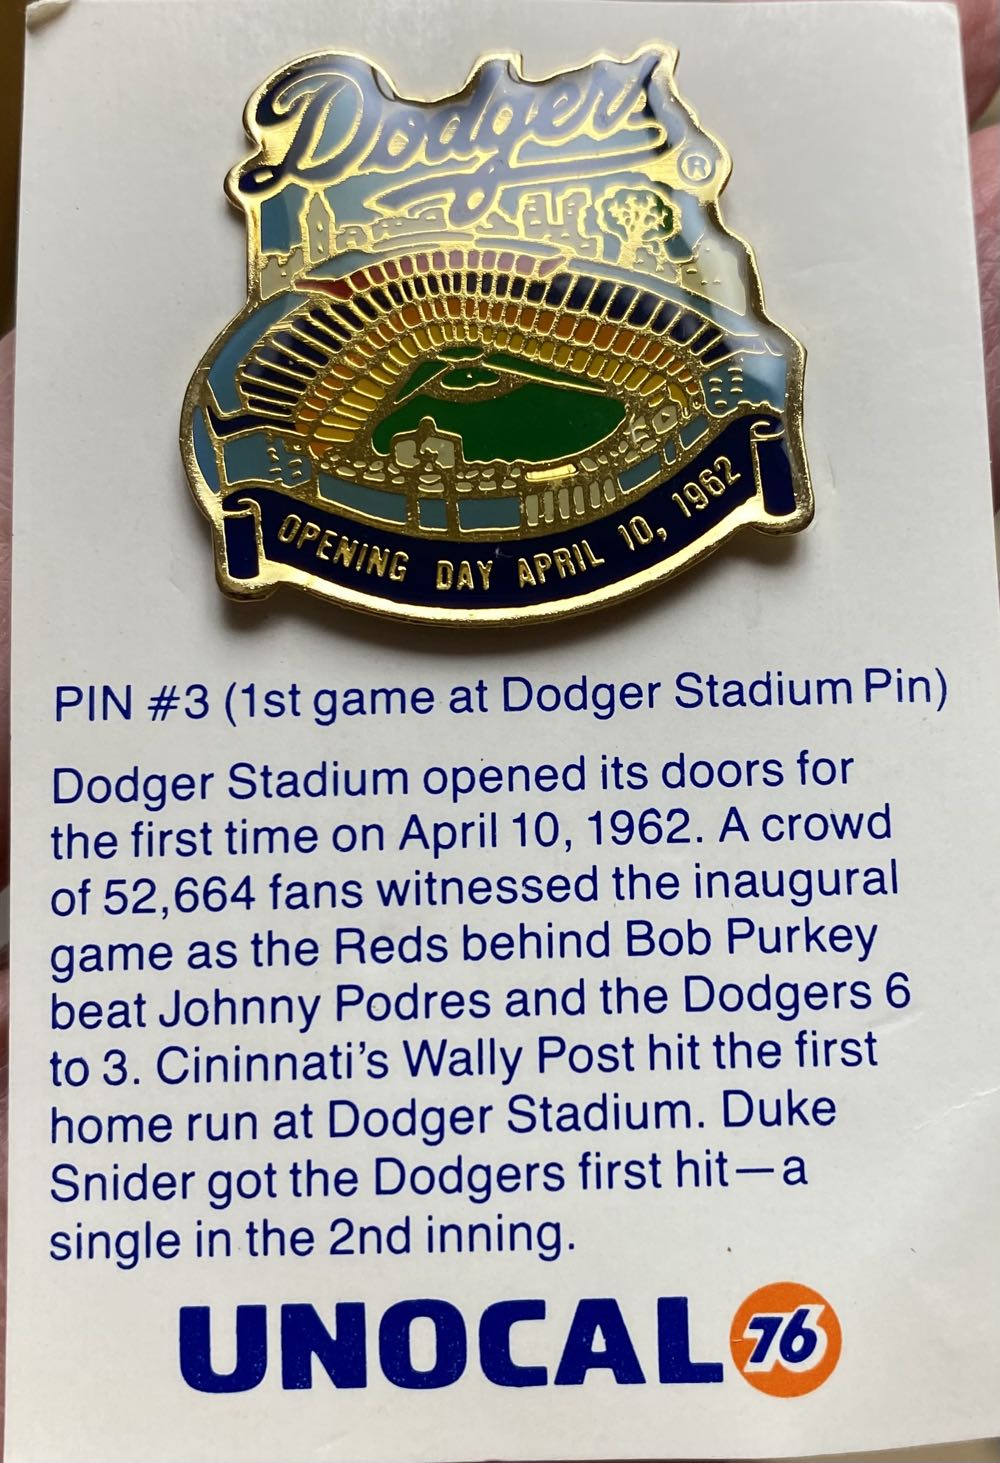 Dodgers ®
OPENING DAY APRIL 10, 1962
PIN #3 (1st game at Dodger Stadium Pin)
Dodger Stadium opened its doors for
the first time on April 10, 1962. A crowd
of 52,664 fans witnessed the inaugural
game as the Reds behind Bob Purkey
beat Johnny Podres and the Dodgers 6
to 3. Cininnati's Wally Post hit the first
home run at Dodger Stadium. Duke
Snider got the Dodgers first hit—a
single in the 2nd inning.
UNOCAL 76